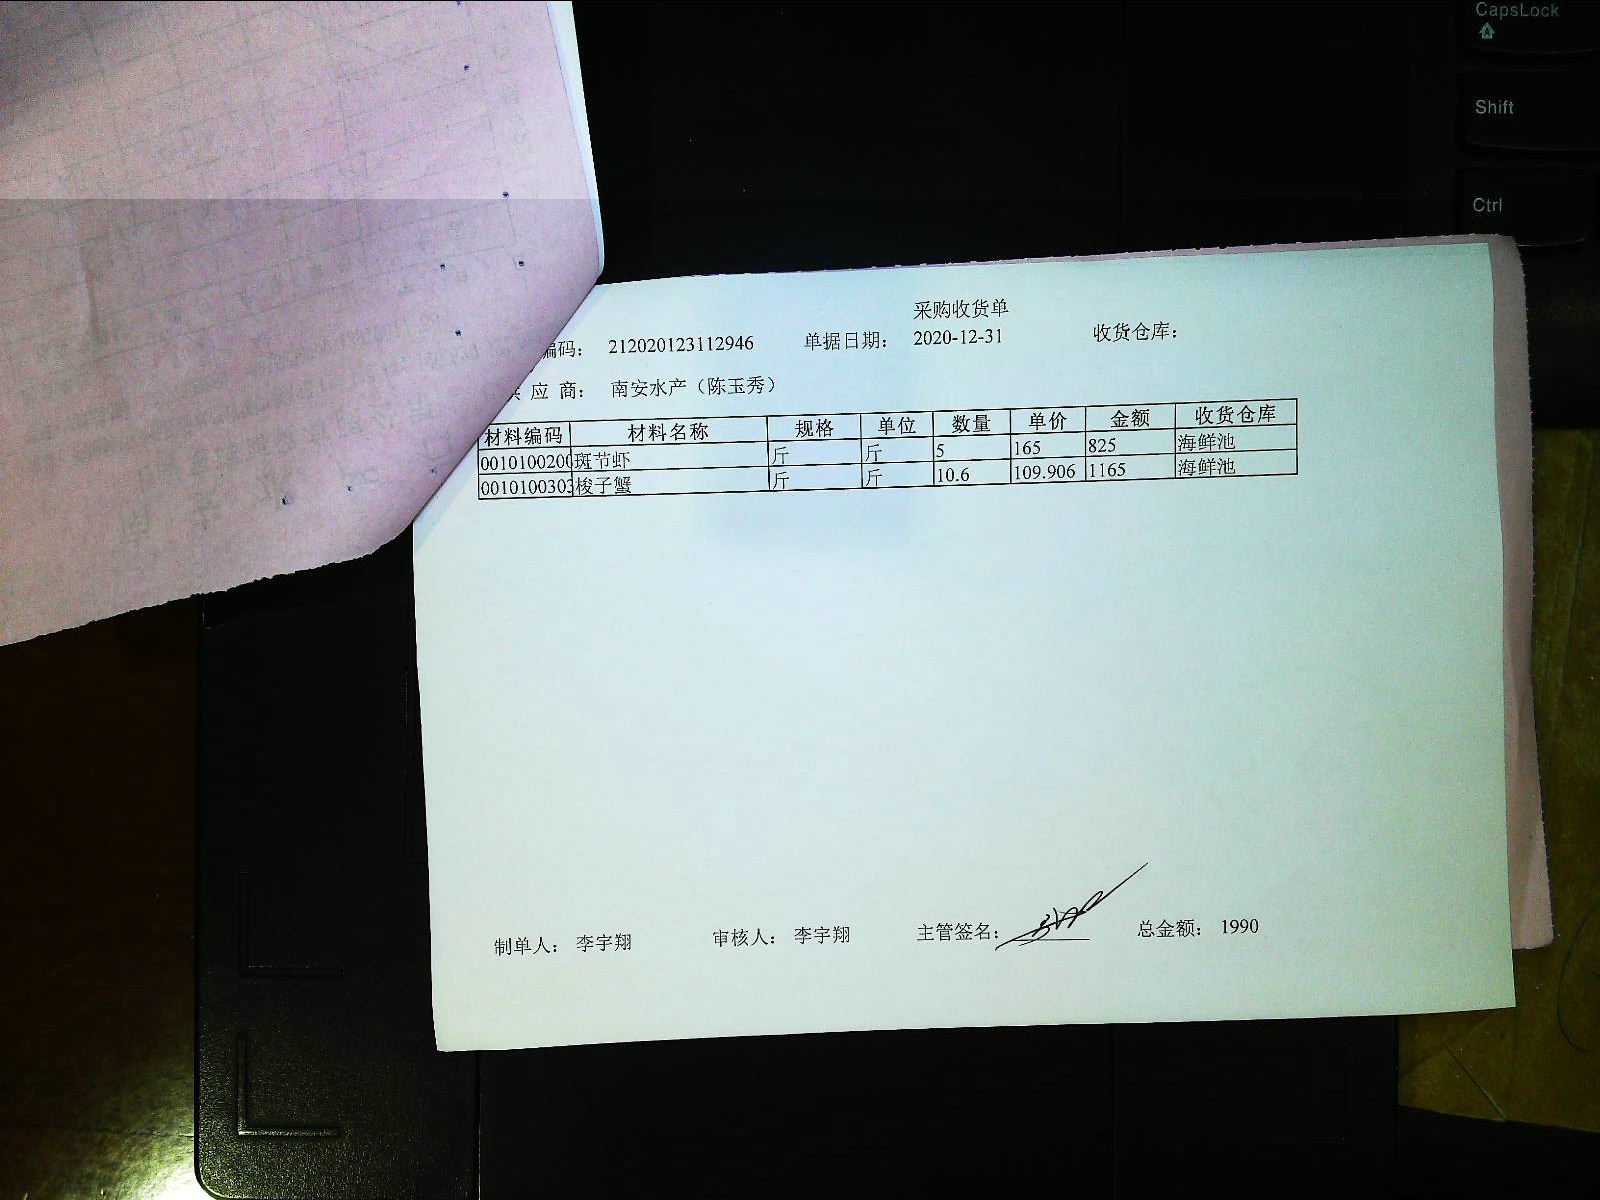 CapsLock
Shift
Ctrl
采购收货单
编码： 212020123112946 单据日期： 2020-12-31 收货仓库：
应 商： 南安水产（陈玉秀）
材料编码 材料名称 规格 单位 数量 单价 金额 收货仓库
0010100200 斑节虾 斤 斤 5 165 825 海鲜池
0010100303 梭子蟹 斤 斤 10.6 109.906 1165 海鲜池
制单人： 李宇翔 审核人： 李宇翔 主管签名： 总金额： 1990